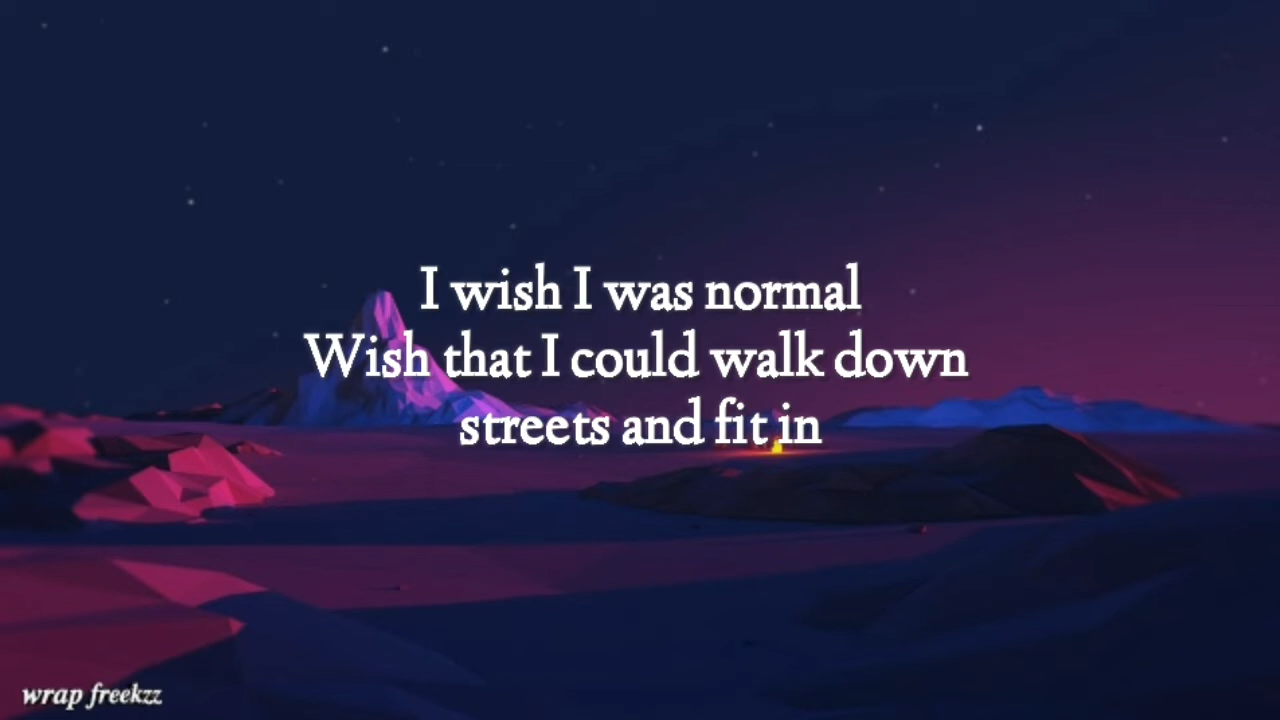 I wish I was normal
Wish that I could walk down
streets and fit in
wrap freekzz